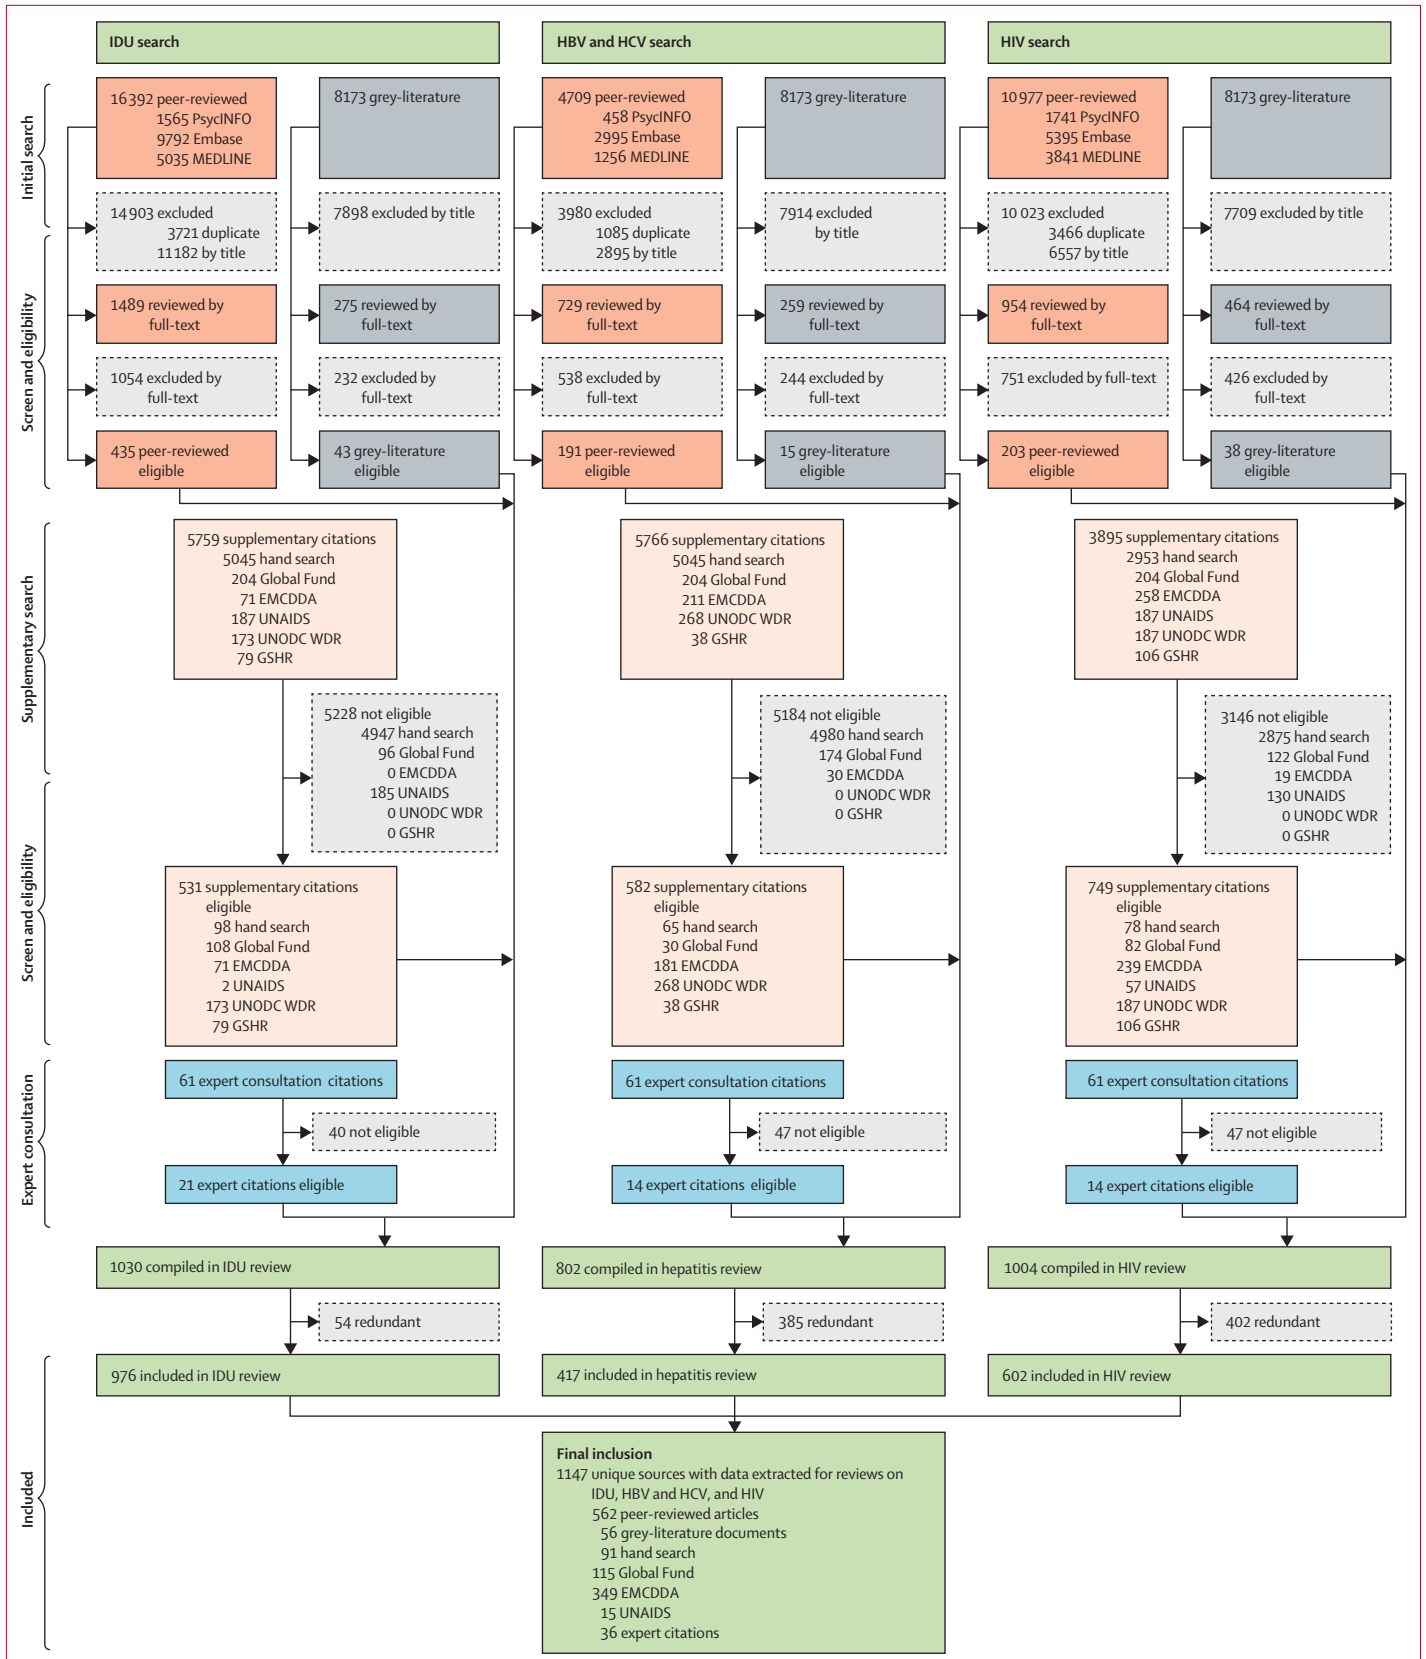 IDU search
HBV and HCV search
HIV search
Initial search
16 392 peer-reviewed
1565 PsycINFO
9792 Embase
5035 MEDLINE
8173 grey-literature
4709 peer-reviewed
458 PsycINFO
2995 Embase
1256 MEDLINE
8173 grey-literature
10 977 peer-reviewed
1741 PsycINFO
5395 Embase
3841 MEDLINE
8173 grey-literature
14 903 excluded
3721 duplicate
11 182 by title
7898 excluded by title
3980 excluded
1085 duplicate
2895 by title
7914 excluded
by title
10 023 excluded
3466 duplicate
6557 by title
7709 excluded by title
Screen and eligibility
1489 reviewed by
full-text
275 reviewed by
full-text
729 reviewed by
full-text
259 reviewed by
full-text
954 reviewed by
full-text
464 reviewed by
full-text
1054 excluded by
full-text
232 excluded by
full-text
538 excluded by
full-text
244 excluded by
full-text
751 excluded by full-text
426 excluded by
full-text
435 peer-reviewed
eligible
43 grey-literature
eligible
191 peer-reviewed
eligible
15 grey-literature
eligible
203 peer-reviewed
eligible
38 grey-literature
eligible
Supplementary search
5759 supplementary citations
5045 hand search
204 Global Fund
71 EMCDDA
187 UNAIDS
173 UNODC WDR
79 GSHR
5766 supplementary citations
5045 hand search
204 Global Fund
211 EMCDDA
268 UNODC WDR
38 GSHR
3895 supplementary citations
2953 hand search
204 Global Fund
258 EMCDDA
187 UNAIDS
187 UNODC WDR
106 GSHR
5228 not eligible
4947 hand search
96 Global Fund
0 EMCDDA
185 UNAIDS
0 UNODC WDR
0 GSHR
5184 not eligible
4980 hand search
174 Global Fund
30 EMCDDA
0 UNODC WDR
0 GSHR
3146 not eligible
2875 hand search
122 Global Fund
19 EMCDDA
130 UNAIDS
0 UNODC WDR
0 GSHR
Screen and eligibility
531 supplementary citations
eligible
98 hand search
108 Global Fund
71 EMCDDA
2 UNAIDS
173 UNODC WDR
79 GSHR
582 supplementary citations
eligible
65 hand search
30 Global Fund
181 EMCDDA
268 UNODC WDR
38 GSHR
749 supplementary citations
eligible
78 hand search
82 Global Fund
239 EMCDDA
57 UNAIDS
187 UNODC WDR
106 GSHR
Expert consultation
61 expert consultation citations
61 expert consultation citations
61 expert consultation citations
40 not eligible
47 not eligible
47 not eligible
21 expert citations eligible
14 expert citations eligible
14 expert citations eligible
1030 compiled in IDU review
802 compiled in hepatitis review
1004 compiled in HIV review
54 redundant
385 redundant
402 redundant
Included
976 included in IDU review
417 included in hepatitis review
602 included in HIV review
Final inclusion
1147 unique sources with data extracted for reviews on
IDU, HBV and HCV, and HIV
562 peer-reviewed articles
56 grey-literature documents
91 hand search
115 Global Fund
349 EMCDDA
15 UNAIDS
36 expert citations